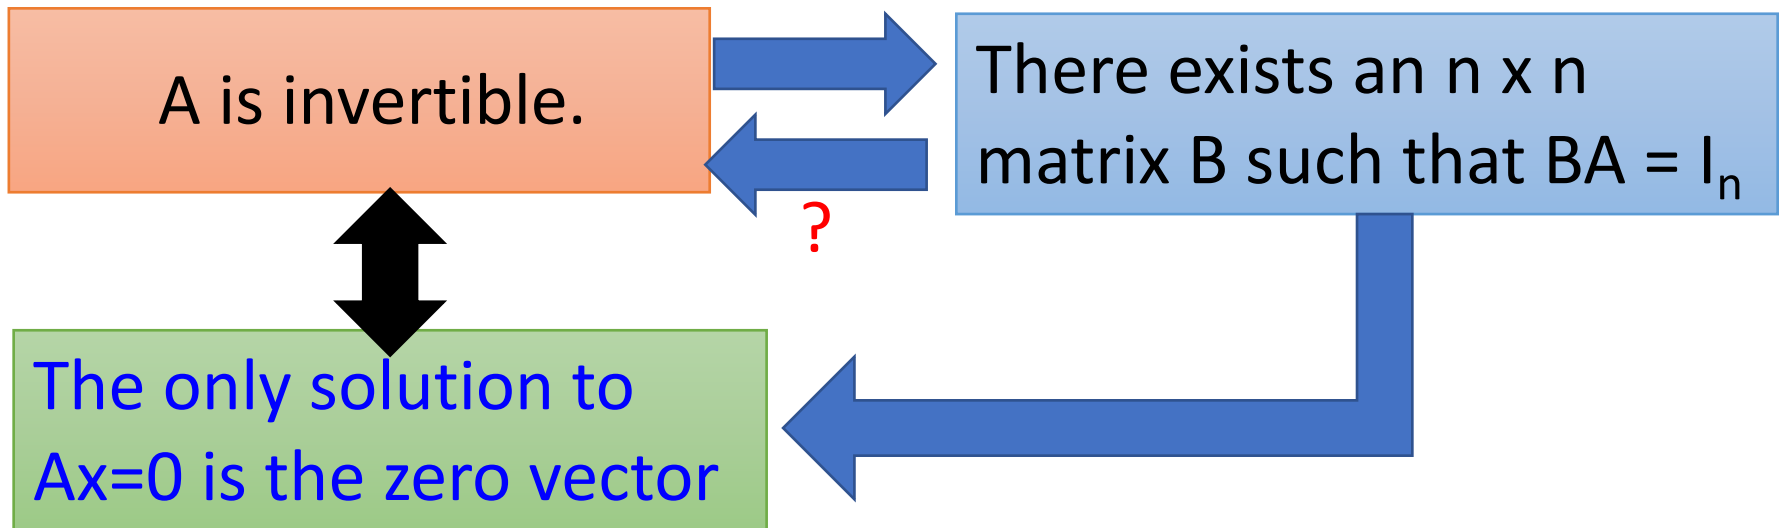 A is invertible.
There exists an n x n
matrix B such that BA = Iₙ
?
The only solution to
Ax=0 is the zero vector